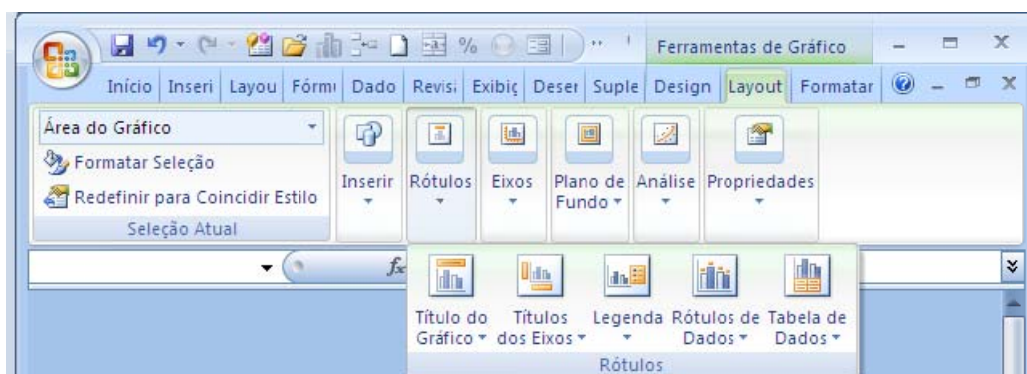 Ferramentas de Gráfico
Início Inseri Layou Fórmu Dado Revisi Exibiç Deser Suple Design Layout Formatar
Área do Gráfico
Formatar Seleção
Redefinir para Coincidir Estilo
Seleção Atual
Inserir Rótulos Eixos Plano de Fundo Análise Propriedades
fx
Título do Gráfico Títulos dos Eixos Legenda Rótulos de Dados Tabela de Dados
Rótulos